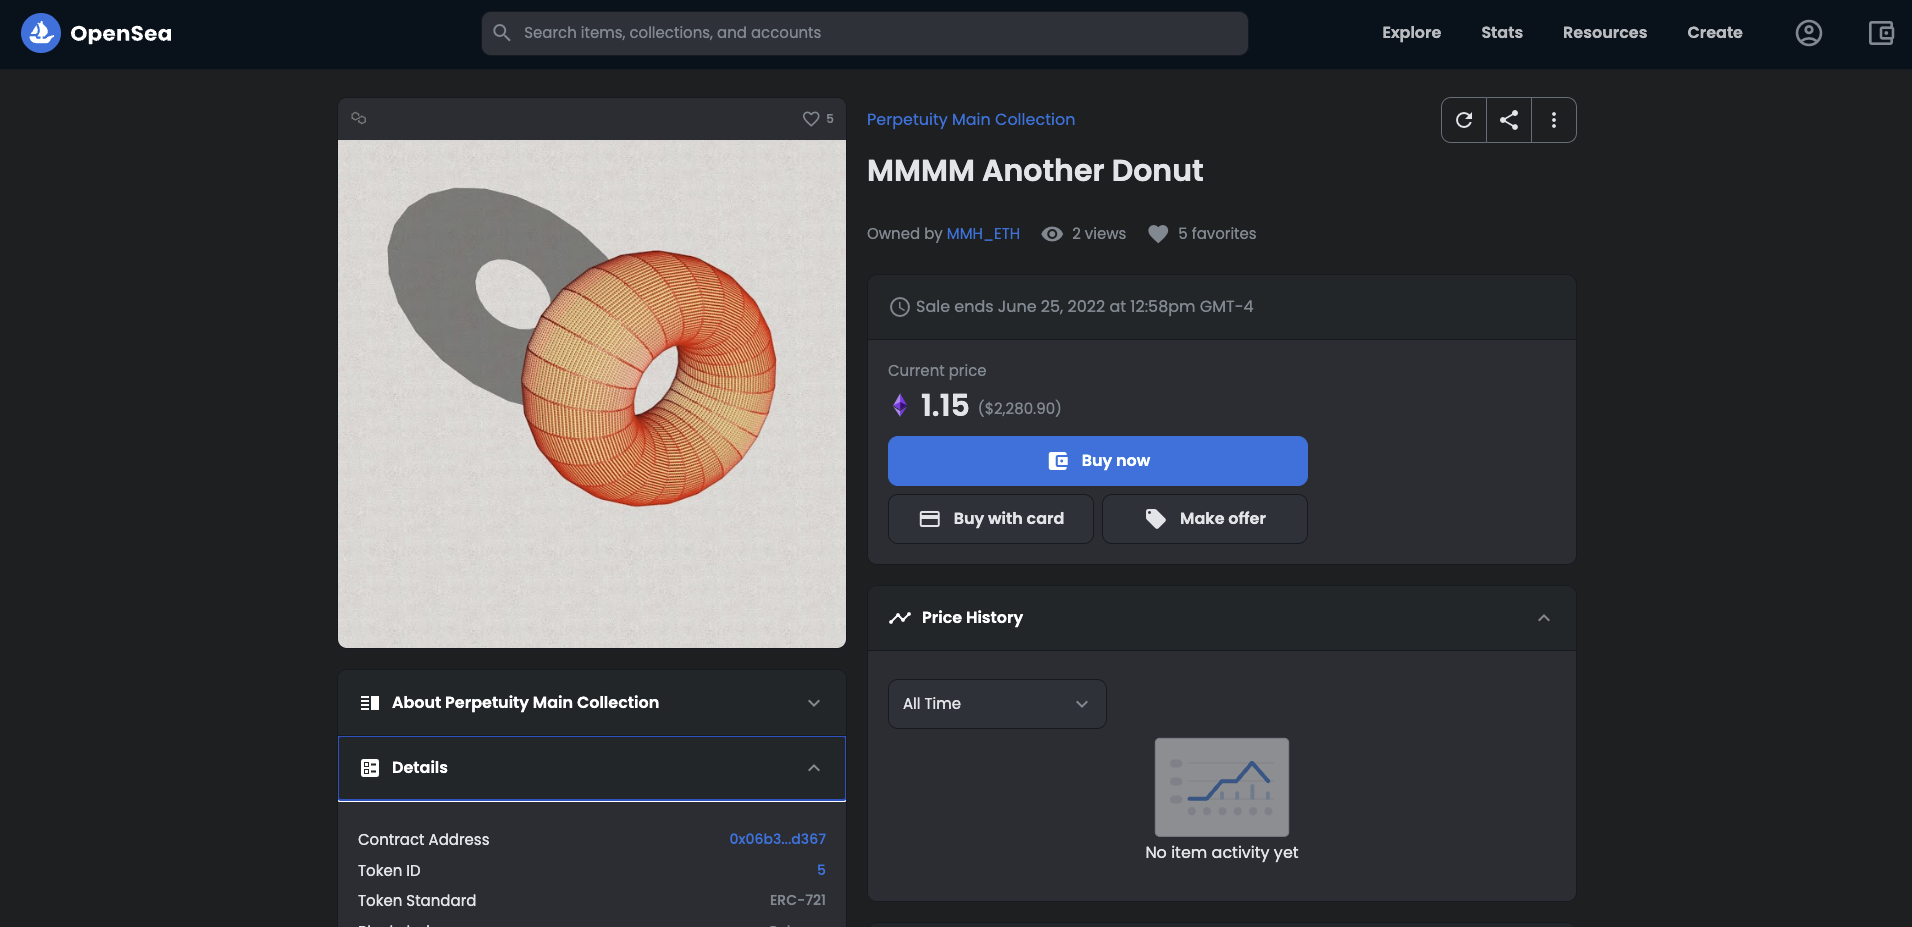 OpenSea
Search items, collections, and accounts
Explore
Stats
Resources
Create
5
Perpetuity Main Collection
MMMM Another Donut
Owned by MMH_ETH
2 views
5 favorites
Sale ends June 25, 2022 at 12:58pm GMT-4
Current price
1.15 ($2,280.90)
Buy now
Buy with card
Make offer
Price History
All Time
No item activity yet
About Perpetuity Main Collection
Details
Contract Address 0x06b3...d367
Token ID 5
Token Standard ERC-721